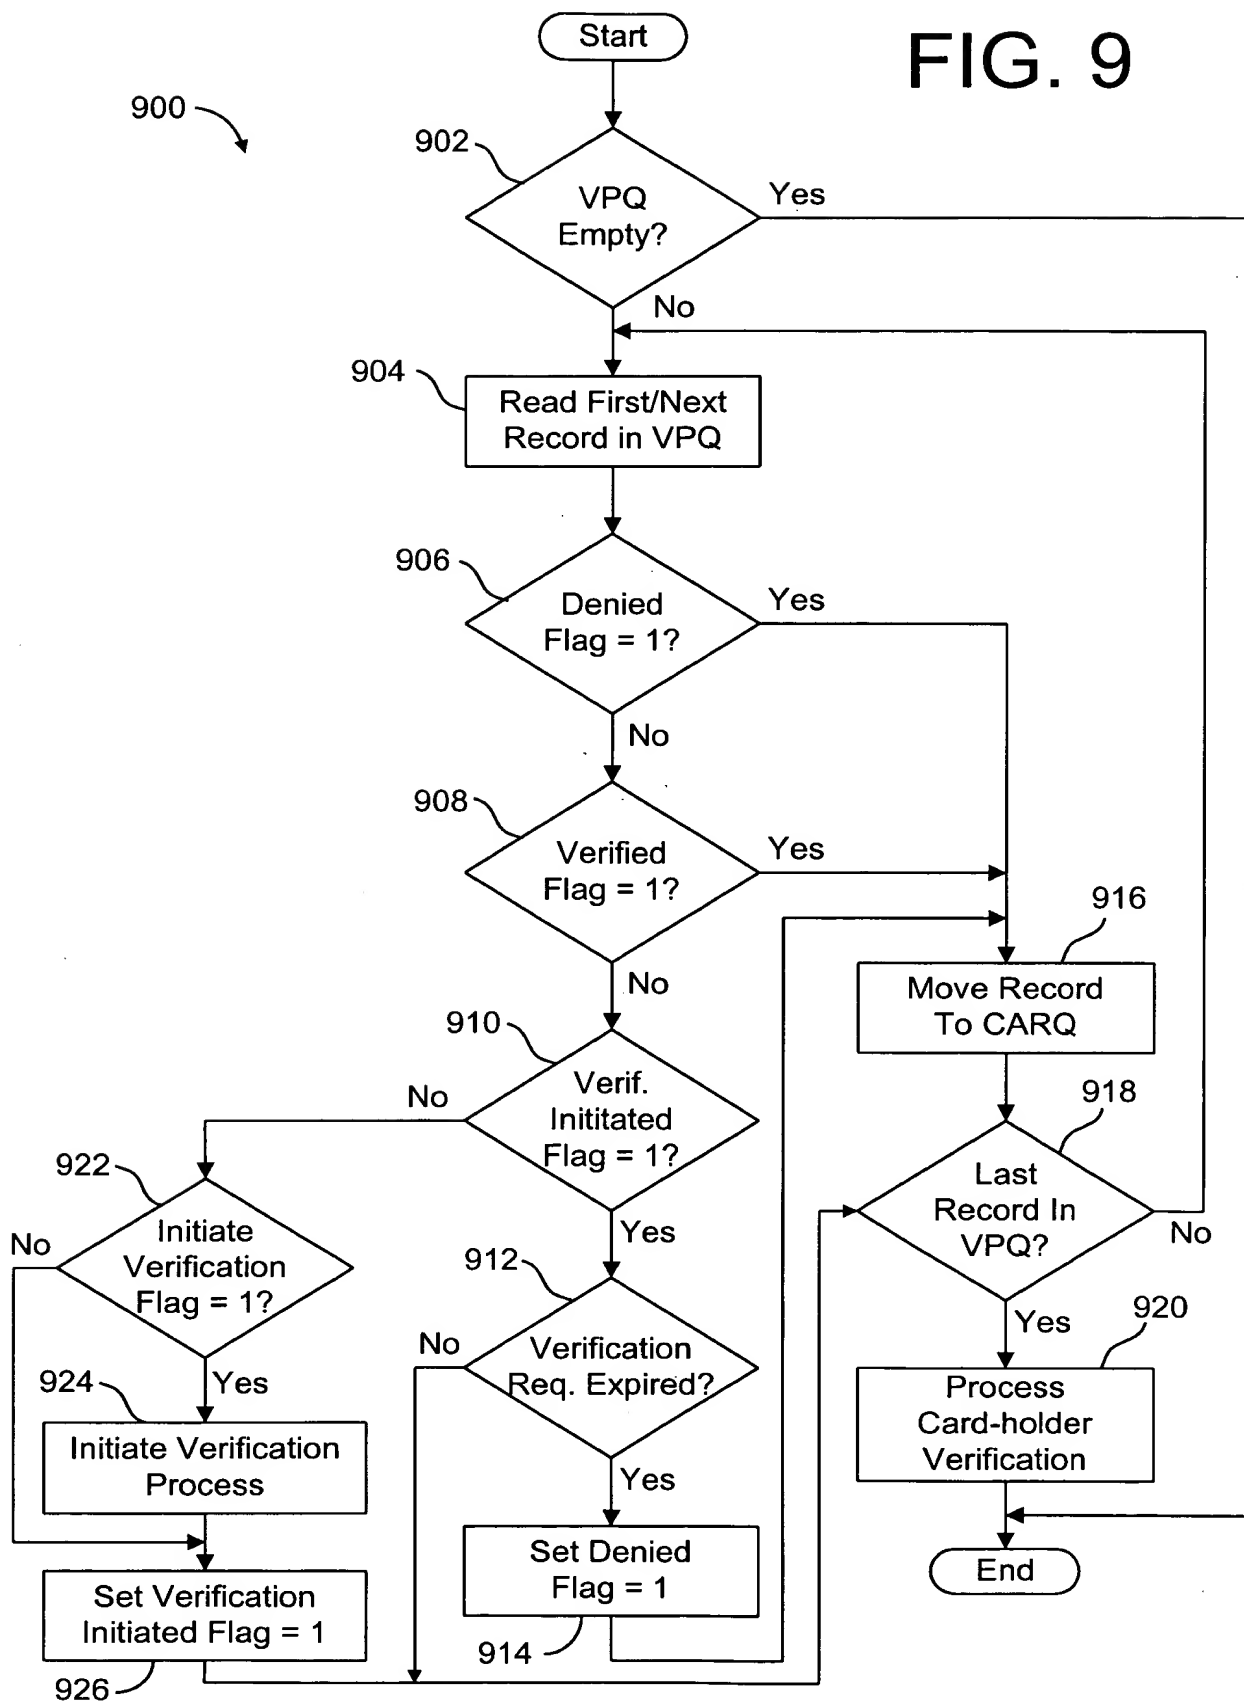 Start
FIG. 9
900
902
VPQ
Empty?
Yes
No
904
Read First/Next
Record in VPQ
906
Denied
Flag = 1?
Yes
No
908
Verified
Flag = 1?
Yes
No
916
Move Record
To CARQ
910
Verif.
Inititated
Flag = 1?
No
Yes
918
Last
Record In
VPQ?
No
Yes
922
Initiate
Verification
Flag = 1?
No
Yes
912
Verification
Req. Expired?
No
Yes
920
Process
Card-holder
Verification
924
Initiate Verification
Process
Set Denied
Flag = 1
914
End
Set Verification
Initiated Flag = 1
926